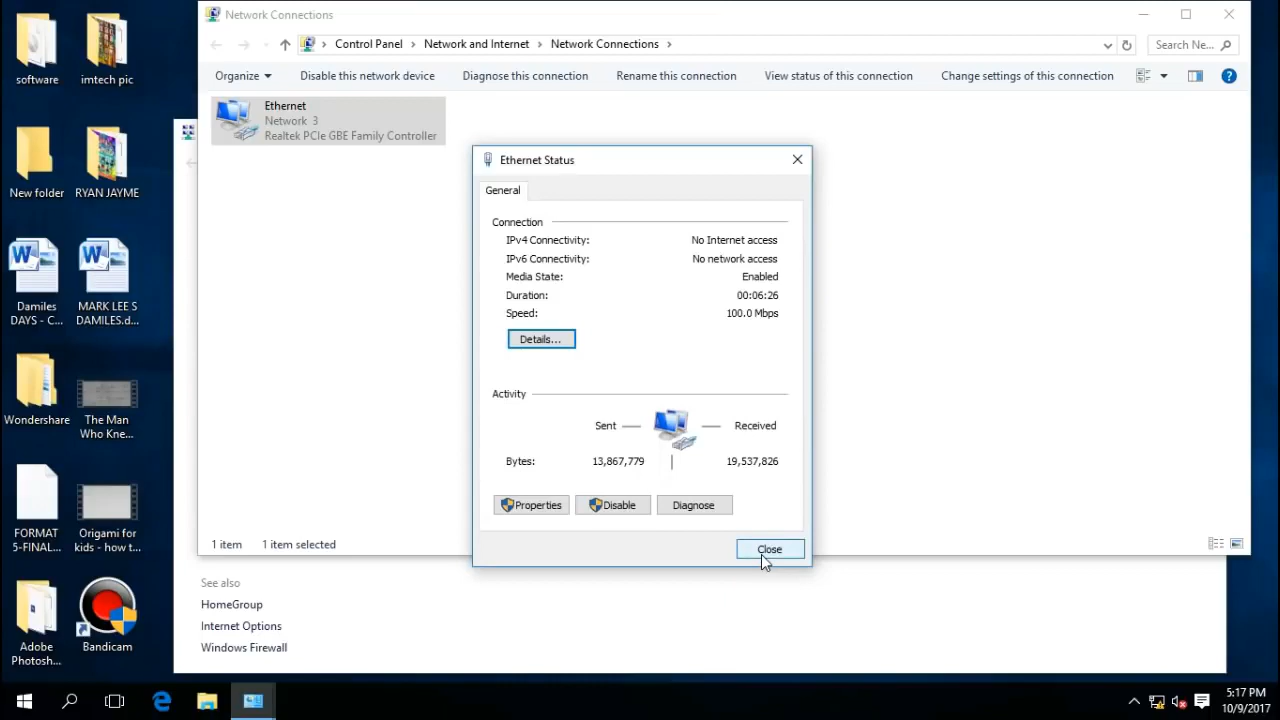 software
imtech pic
New folder
RYAN JAYME
Damiles
DAYS - C...
MARK LEE S
DAMILES.d...
Wondershare
The Man
Who Kne...
FORMAT
5-FINAL...
Origami for
kids - how t...
Adobe
Photosh...
Bandicam
Network Connections
Control Panel > Network and Internet > Network Connections >
Search Ne...
Organize
Disable this network device
Diagnose this connection
Rename this connection
View status of this connection
Change settings of this connection
Ethernet
Network 3
Realtek PCIe GBE Family Controller
Ethernet Status
General
Connection
IPv4 Connectivity: No Internet access
IPv6 Connectivity: No network access
Media State: Enabled
Duration: 00:06:26
Speed: 100.0 Mbps
Details...
Activity
Sent Received
Bytes: 13,867,779 19,537,826
Properties
Disable
Diagnose
Close
1 item 1 item selected
See also
HomeGroup
Internet Options
Windows Firewall
5:17 PM
10/9/2017